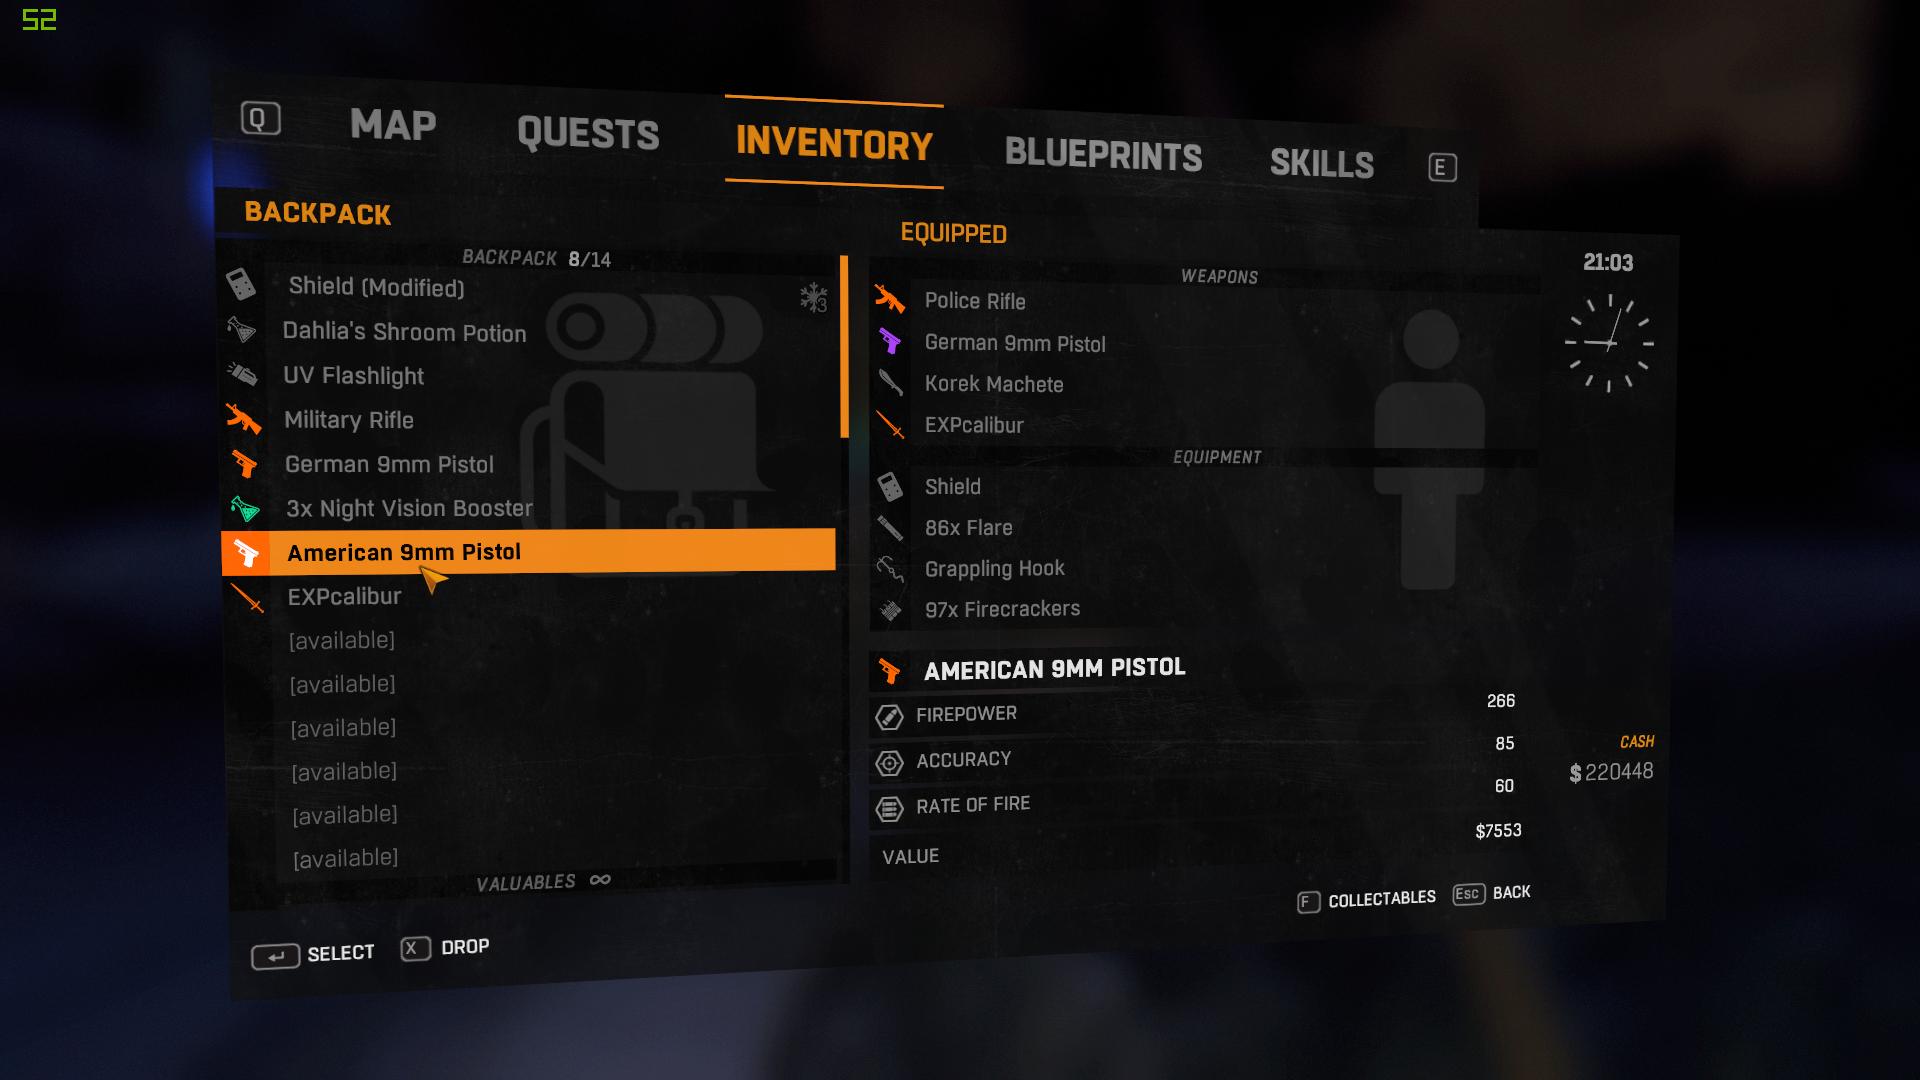 52
Q MAP QUESTS INVENTORY BLUEPRINTS SKILLS E
BACKPACK
BACKPACK 8/14
Shield (Modified)
3
Dahlia's Shroom Potion
UV Flashlight
Military Rifle
German 9mm Pistol
3x Night Vision Booster
American 9mm Pistol
EXPcalibur
[available]
[available]
[available]
[available]
[available]
[available]
VALUABLES ∞
SELECT X DROP
EQUIPPED
WEAPONS
Police Rifle
German 9mm Pistol
Korek Machete
EXPcalibur
EQUIPMENT
Shield
86x Flare
Grappling Hook
97x Firecrackers
AMERICAN 9MM PISTOL
FIREPOWER 266
ACCURACY 85
RATE OF FIRE 60
VALUE $7553
F COLLECTABLES Esc BACK
21:03
CASH
$220448